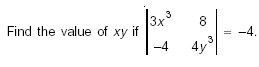 Find the value of xy if |3x³ 8|
|-4 4y³| = -4.